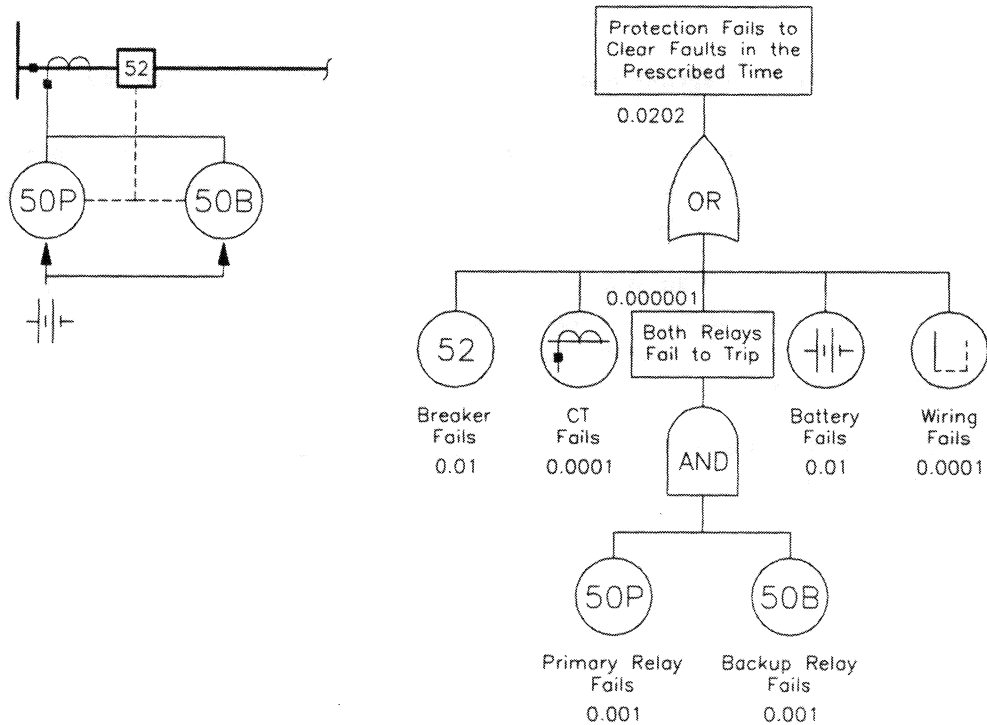 Protection Fails to
Clear Faults in the
Prescribed Time
0.0202
52
50P
50B
OR
0.000001
52
Both Relays
Fail to Trip
Breaker
Fails
0.01
CT
Fails
0.0001
Battery
Fails
0.01
Wiring
Fails
0.0001
AND
50P
50B
Primary Relay
Fails
0.001
Backup Relay
Fails
0.001